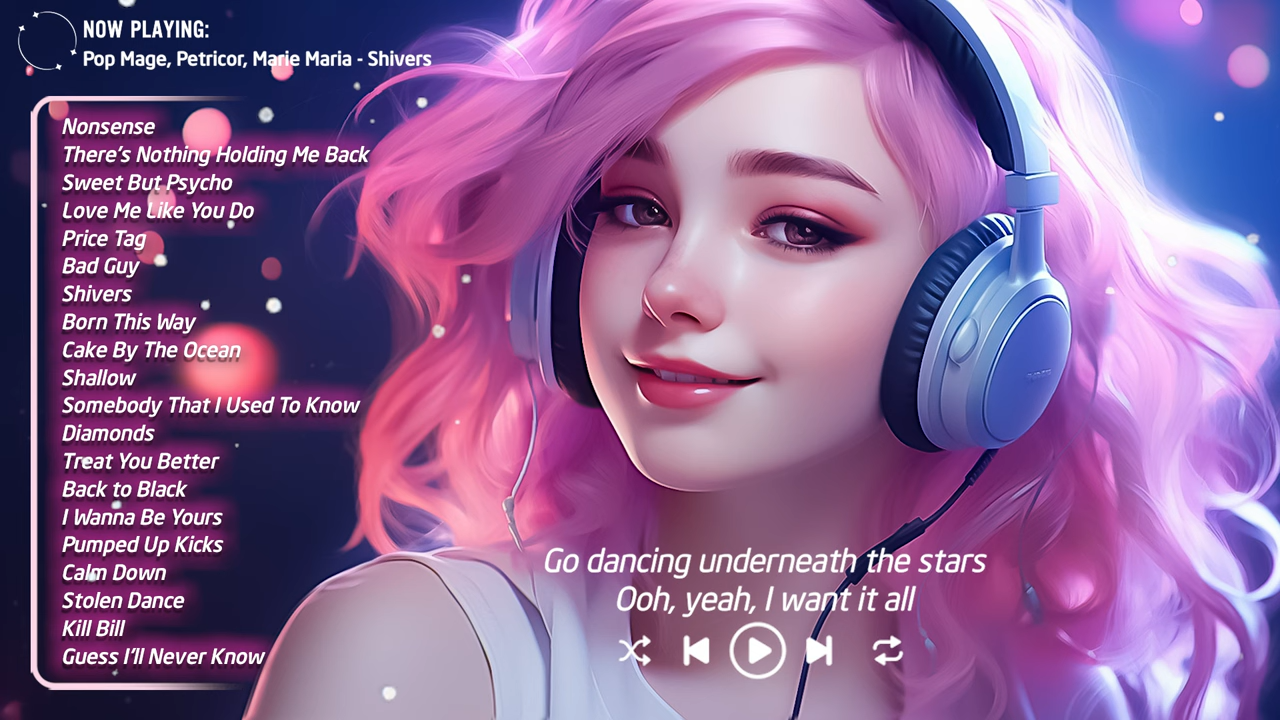 NOW PLAYING:
Pop Mage, Petricor, Marie Maria - Shivers
Nonsense
There's Nothing Holding Me Back
Sweet But Psycho
Love Me Like You Do
Price Tag
Bad Guy
Shivers
Born This Way
Cake By The Ocean
Shallow
Somebody That I Used To Know
Diamonds
Treat You Better
Back to Black
I Wanna Be Yours
Pumped Up Kicks
Calm Down
Stolen Dance
Kill Bill
Guess I'll Never Know
Go dancing underneath the stars
Ooh, yeah, I want it all